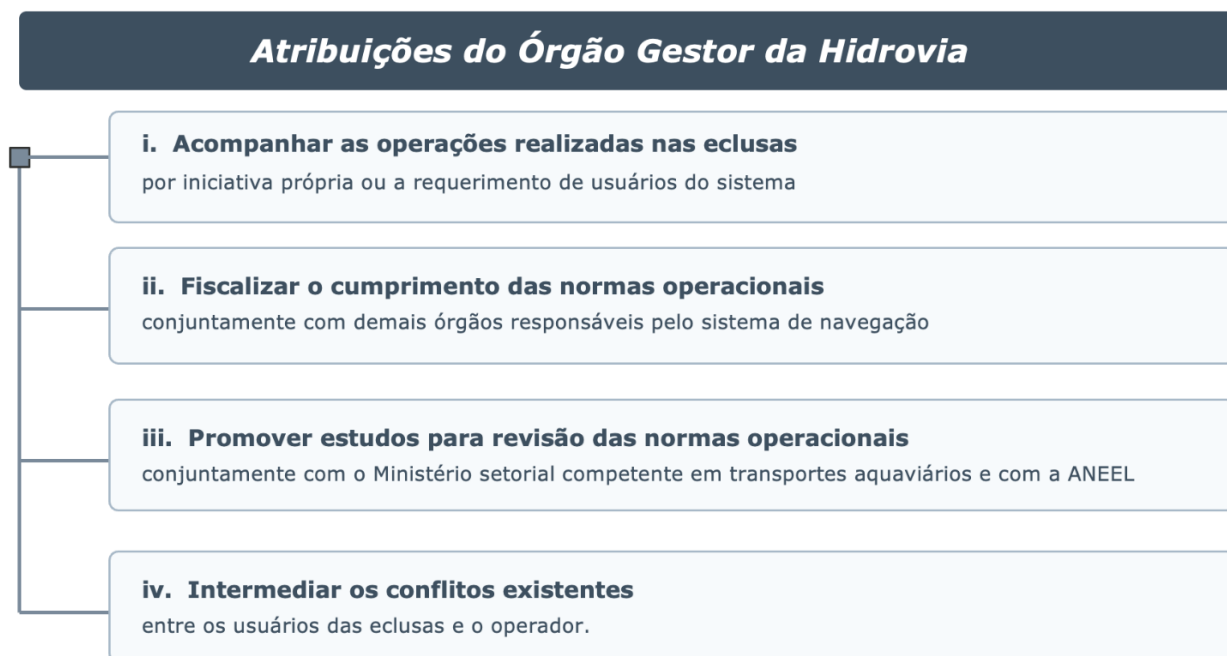 Atribuições do Órgão Gestor da Hidrovia
i. Acompanhar as operações realizadas nas eclusas
por iniciativa própria ou a requerimento de usuários do sistema
ii. Fiscalizar o cumprimento das normas operacionais
conjuntamente com demais órgãos responsáveis pelo sistema de navegação
iii. Promover estudos para revisão das normas operacionais
conjuntamente com o Ministério setorial competente em transportes aquaviários e com a ANEEL
iv. Intermediar os conflitos existentes
entre os usuários das eclusas e o operador.